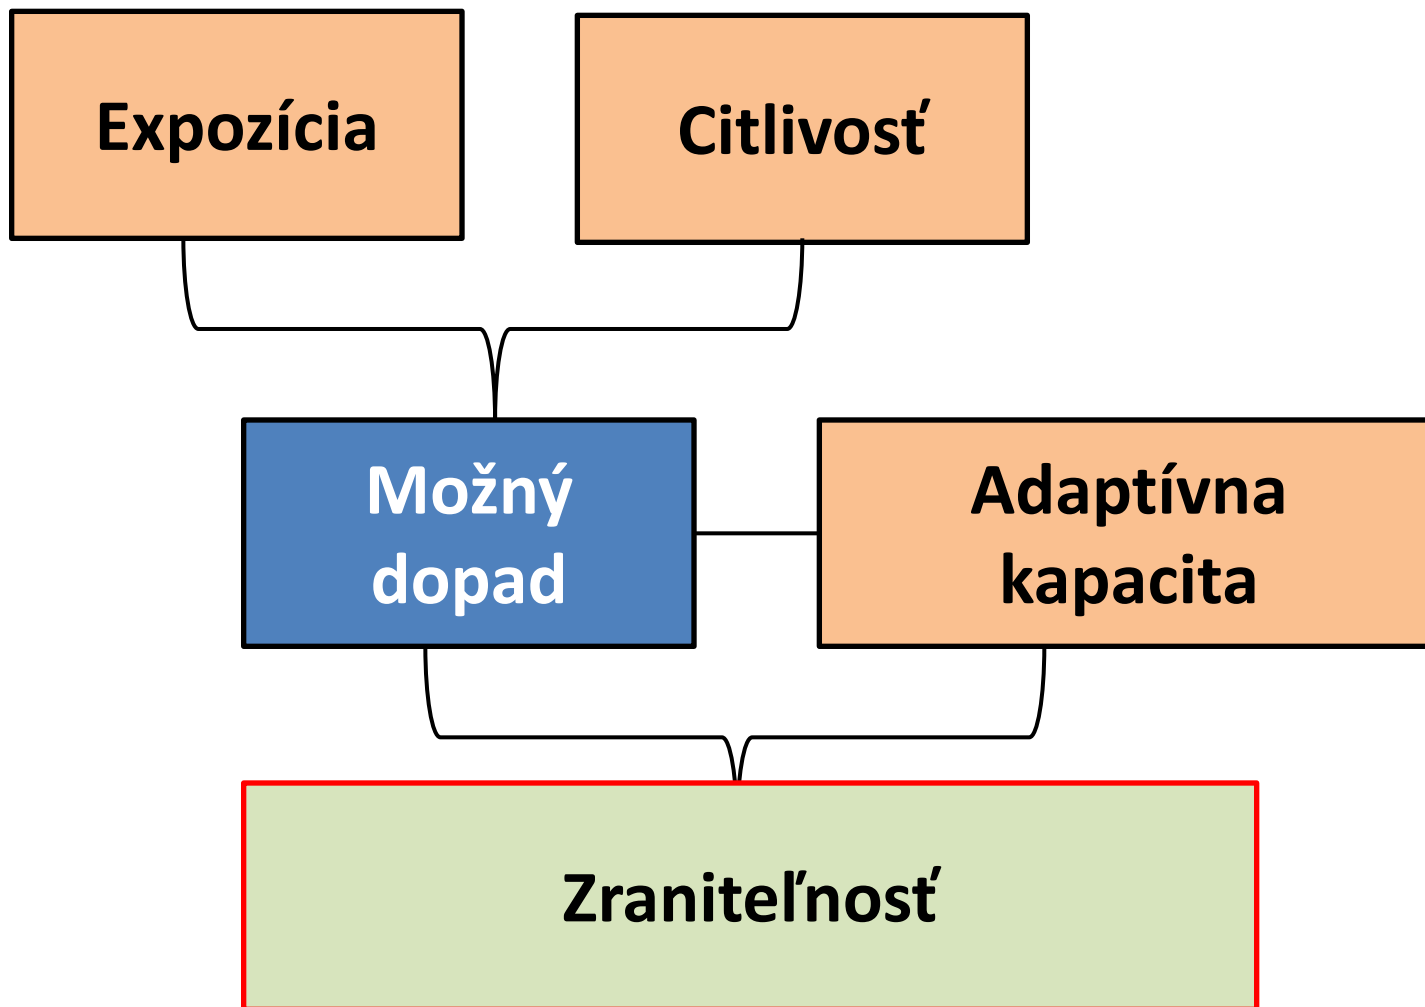 Expozícia
Citlivosť
Možný
dopad
Adaptívna
kapacita
Zraniteľnosť